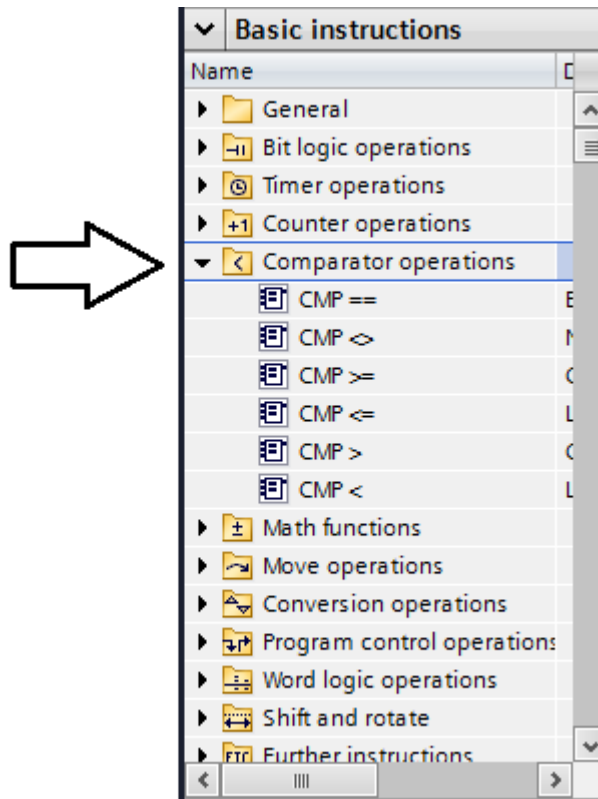 Basic instructions
Name
General
Bit logic operations
Timer operations
Counter operations
Comparator operations
CMP ==
CMP <>
CMP >=
CMP <=
CMP >
CMP <
Math functions
Move operations
Conversion operations
Program control operations
Word logic operations
Shift and rotate
Further instructions